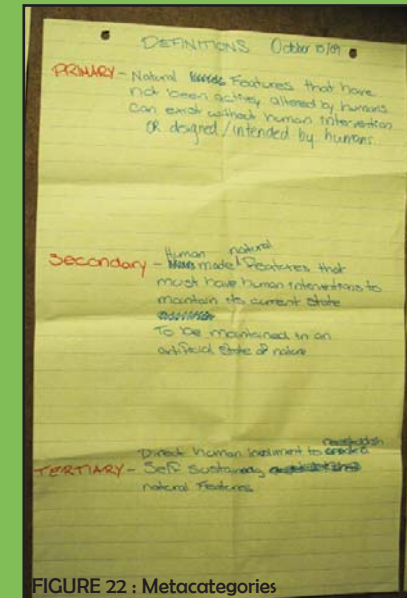 DEFINITIONS October 10/09
PRIMARY - Natural Features that have
not been actively altered by humans
can exist without human intervention
OR designed/intended by humans.
natural
Secondary - Human made Features that
must have human interventions to
maintain its current state
To be maintained in an
artificial state of nature
reestablish
Direct human involment to
TERTIARY - Self sustaining
natural Features
FIGURE 22 : Metacategories